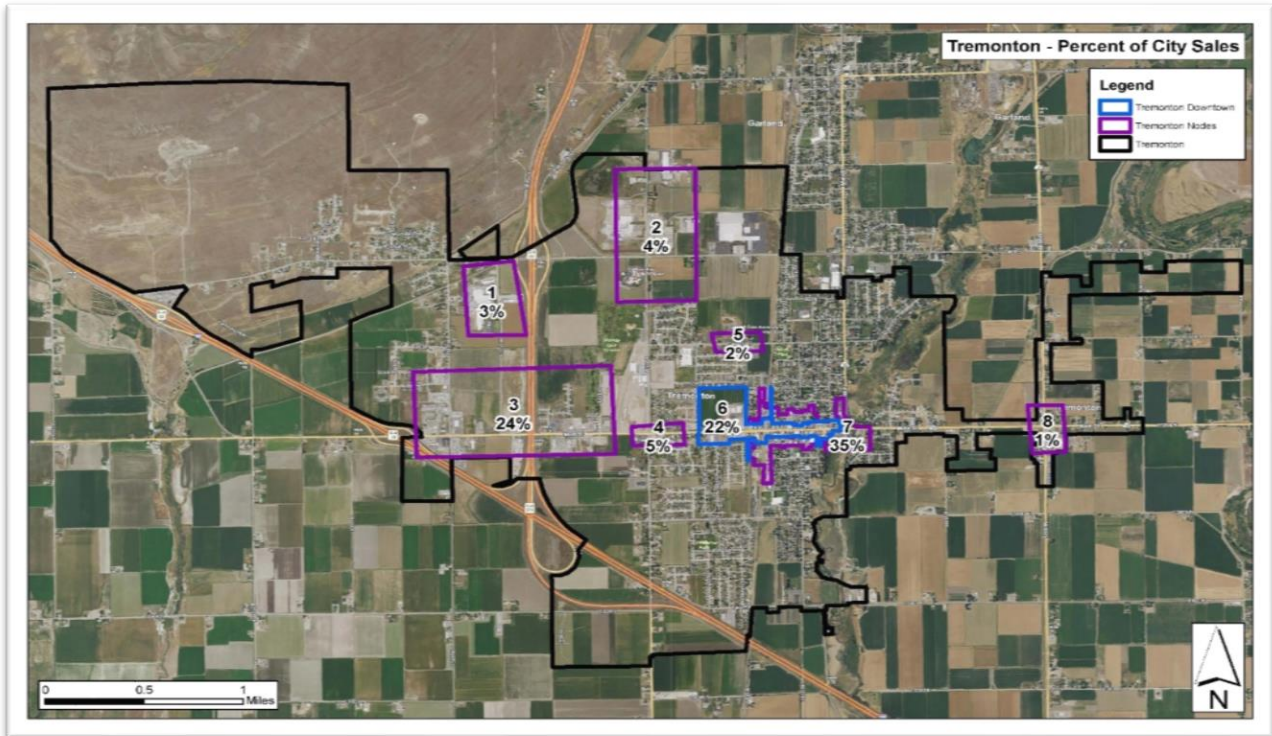 Tremonton - Percent of City Sales
Legend
Tremonton Downtown
Tremonton Nodes
Tremonton
Garland
Garland
2
4%
1
3%
5
2%
3
24%
4
5%
6
22%
7
35%
8
1%
0 0.5 1
Miles
N